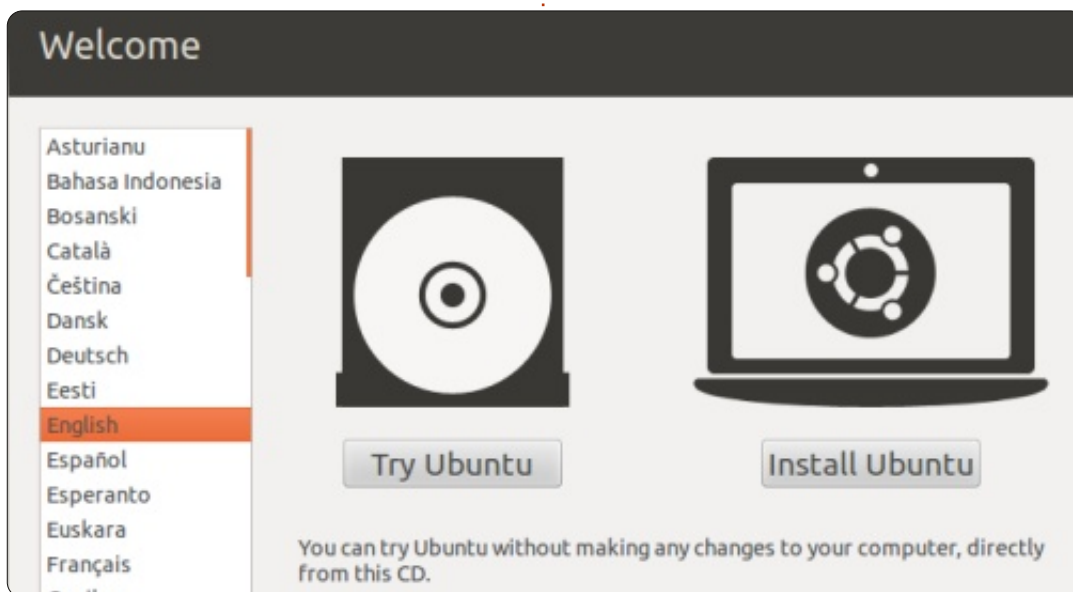 Welcome
Asturianu
Bahasa Indonesia
Bosanski
Català
Čeština
Dansk
Deutsch
Eesti
English
Español
Esperanto
Euskara
Français
Try Ubuntu
Install Ubuntu
You can try Ubuntu without making any changes to your computer, directly
from this CD.